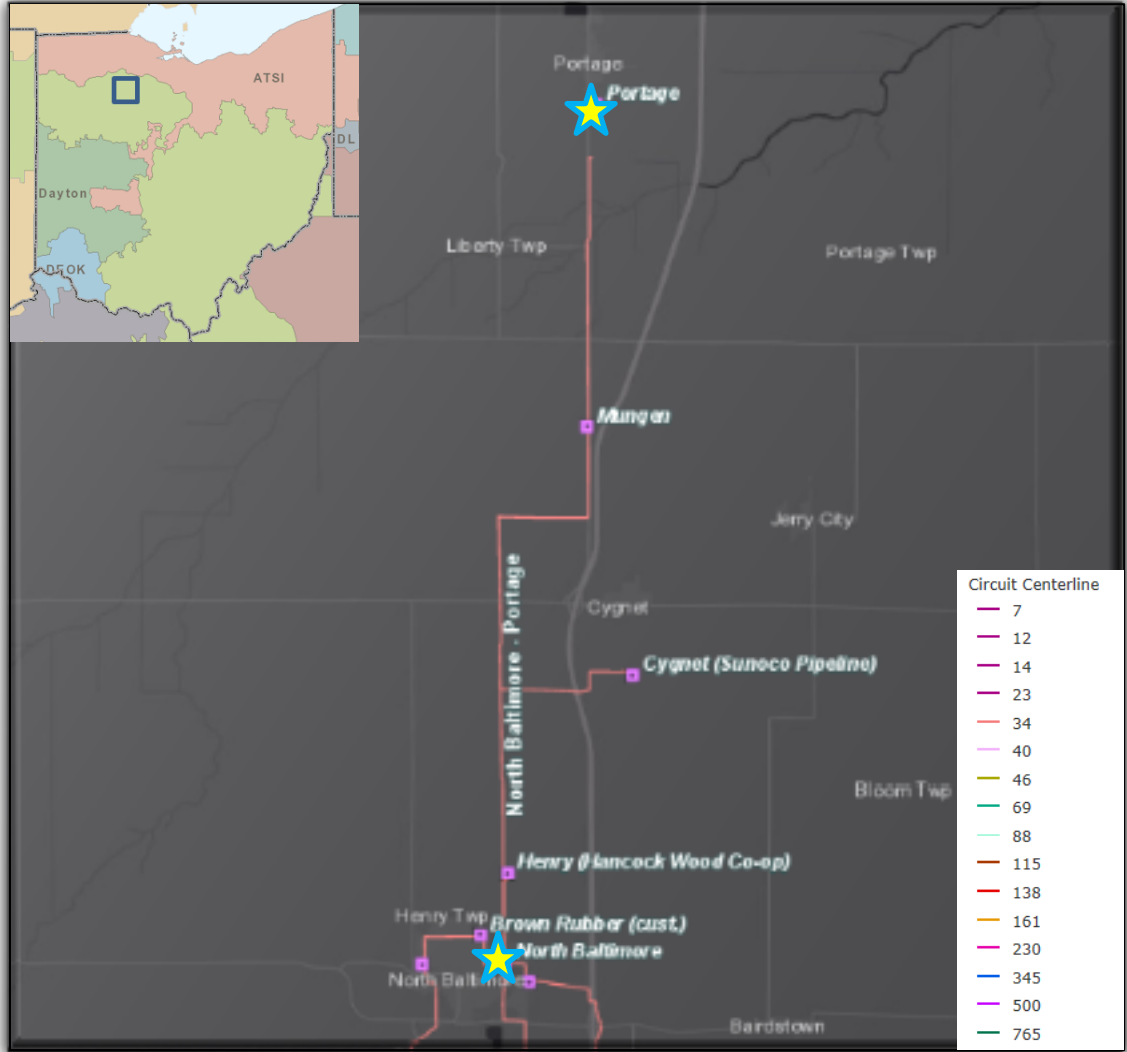 ATSI
DL
Dayton
DEOK
Portage
Portage
Liberty Twp
Portage Twp
Mungen
Jerry City
North Baltimore - Portage
Cygnet
Cygnet (Sunoco Pipeline)
Bloom Twp
Henry (Hancock Wood Co-op)
Henry Twp
Brown Rubber (cust.)
North Baltimore
North Baltimore
Bairdstown
Circuit Centerline
7
12
14
23
34
40
46
69
88
115
138
161
230
345
500
765